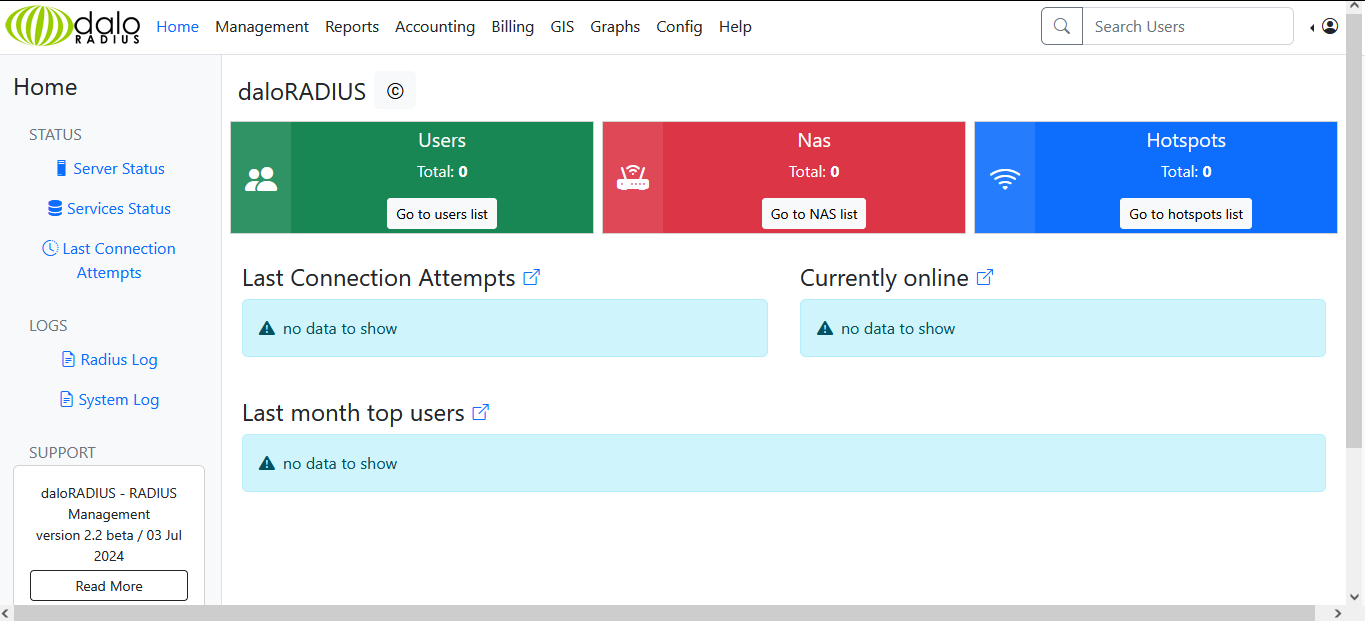 dalo
RADIUS
Home Management Reports Accounting Billing GIS Graphs Config Help
Search Users
Home
STATUS
Server Status
Services Status
Last Connection
Attempts
LOGS
Radius Log
System Log
SUPPORT
daloRADIUS - RADIUS
Management
version 2.2 beta / 03 Jul
2024
Read More
daloRADIUS ©
Users
Total: 0
Go to users list
Nas
Total: 0
Go to NAS list
Hotspots
Total: 0
Go to hotspots list
Last Connection Attempts
no data to show
Currently online
no data to show
Last month top users
no data to show